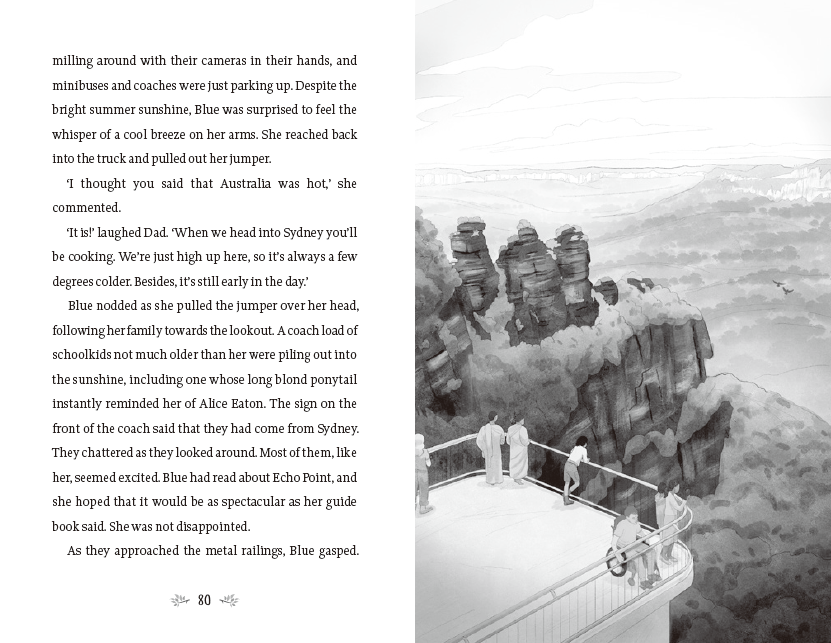 milling around with their cameras in their hands, and
minibuses and coaches were just parking up. Despite the
bright summer sunshine, Blue was surprised to feel the
whisper of a cool breeze on her arms. She reached back
into the truck and pulled out her jumper.
‘I thought you said that Australia was hot,’ she
commented.
‘It is!’ laughed Dad. ‘When we head into Sydney you’ll
be cooking. We’re just high up here, so it’s always a few
degrees colder. Besides, it’s still early in the day.’
Blue nodded as she pulled the jumper over her head,
following her family towards the lookout. A coach load of
schoolkids not much older than her were piling out into
the sunshine, including one whose long blond ponytail
instantly reminded her of Alice Eaton. The sign on the
front of the coach said that they had come from Sydney.
They chattered as they looked around. Most of them, like
her, seemed excited. Blue had read about Echo Point, and
she hoped that it would be as spectacular as her guide
book said. She was not disappointed.
As they approached the metal railings, Blue gasped.
80